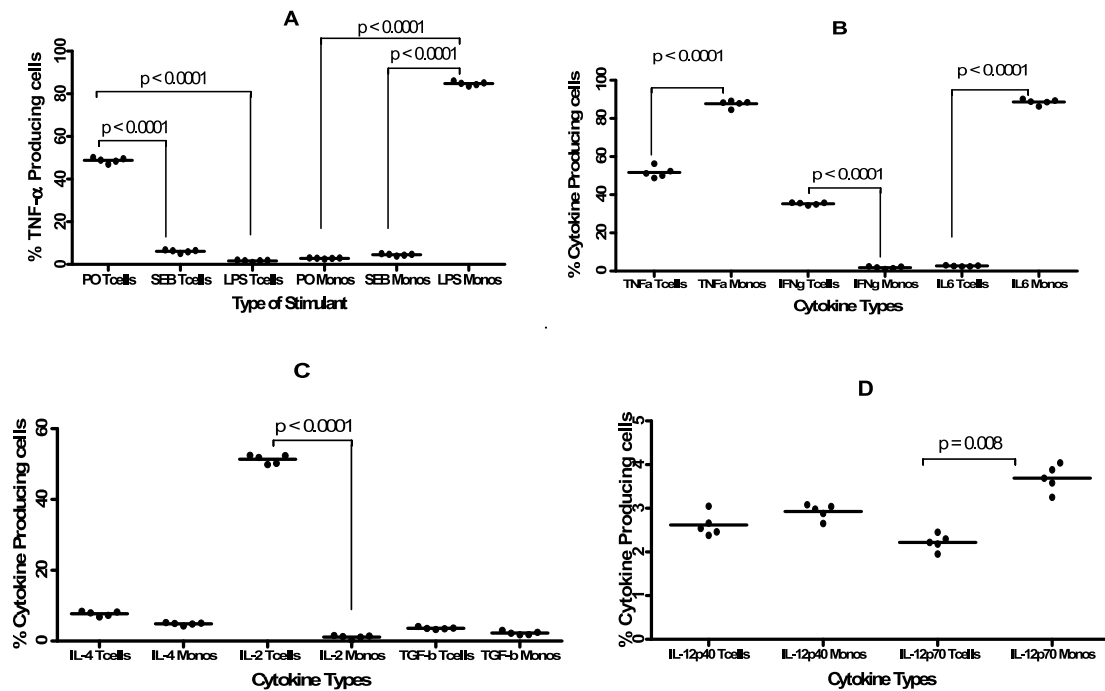 A
p < 0.0001
p < 0.0001
p < 0.0001
p < 0.0001
% TNF-α Producing cells
100
80
60
40
20
0
PO Tcells SEB Tcells LPS Tcells PO Monos SEB Monos LPS Monos
Type of Stimulant
B
p < 0.0001
p < 0.0001
p < 0.0001
% Cytokine Producing cells
100
80
60
40
20
0
TNFa Tcells TNFa Monos IFNg Tcells IFNg Monos IL6 Tcells IL6 Monos
Cytokine Types
C
p < 0.0001
% Cytokine Producing cells
60
40
20
0
IL-4 Tcells IL-4 Monos IL-2 Tcells IL-2 Monos TGF-b Tcells TGF-b Monos
Cytokine Types
D
p = 0.008
% Cytokine Producing cells
5
4
3
2
1
0
IL-12p40 Tcells IL-12p40 Monos IL-12p70 Tcells IL-12p70 Monos
Cytokine Types